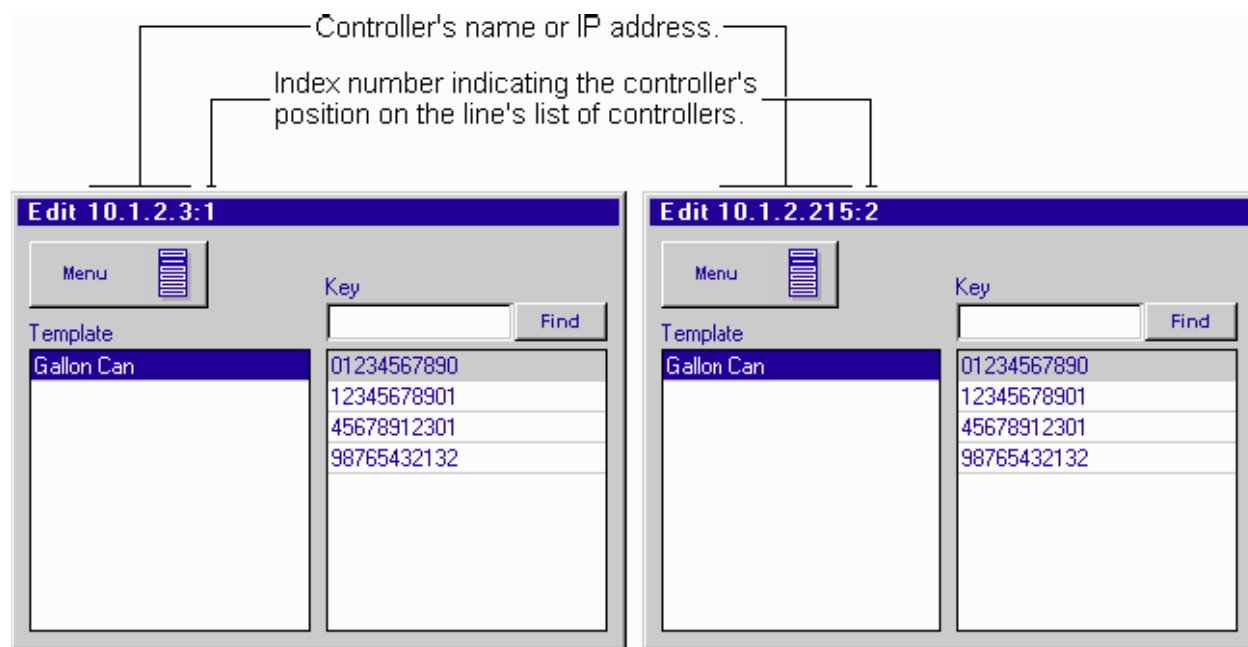 Controller's name or IP address.
Index number indicating the controller's
position on the line's list of controllers.
Edit 10.1.2.3:1
Menu
Key
Find
Template
Gallon Can
01234567890
12345678901
45678912301
98765432132
Edit 10.1.2.215:2
Menu
Key
Find
Template
Gallon Can
01234567890
12345678901
45678912301
98765432132